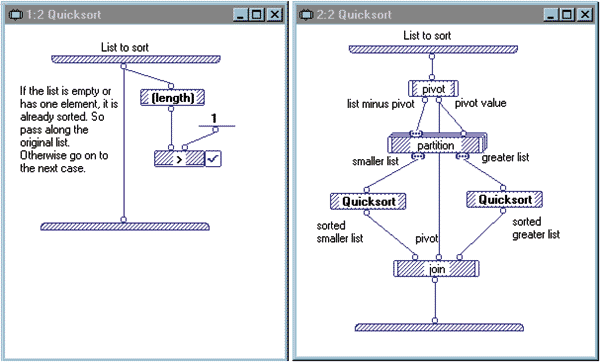 1:2 Quicksort
List to sort
If the list is empty or
has one element, it is
already sorted. So
pass along the
original list.
Otherwise go on to
the next case.
(length)
1
>
2:2 Quicksort
List to sort
pivot
list minus pivot
pivot value
partition
smaller list
greater list
Quicksort
Quicksort
sorted
smaller list
pivot
sorted
greater list
join